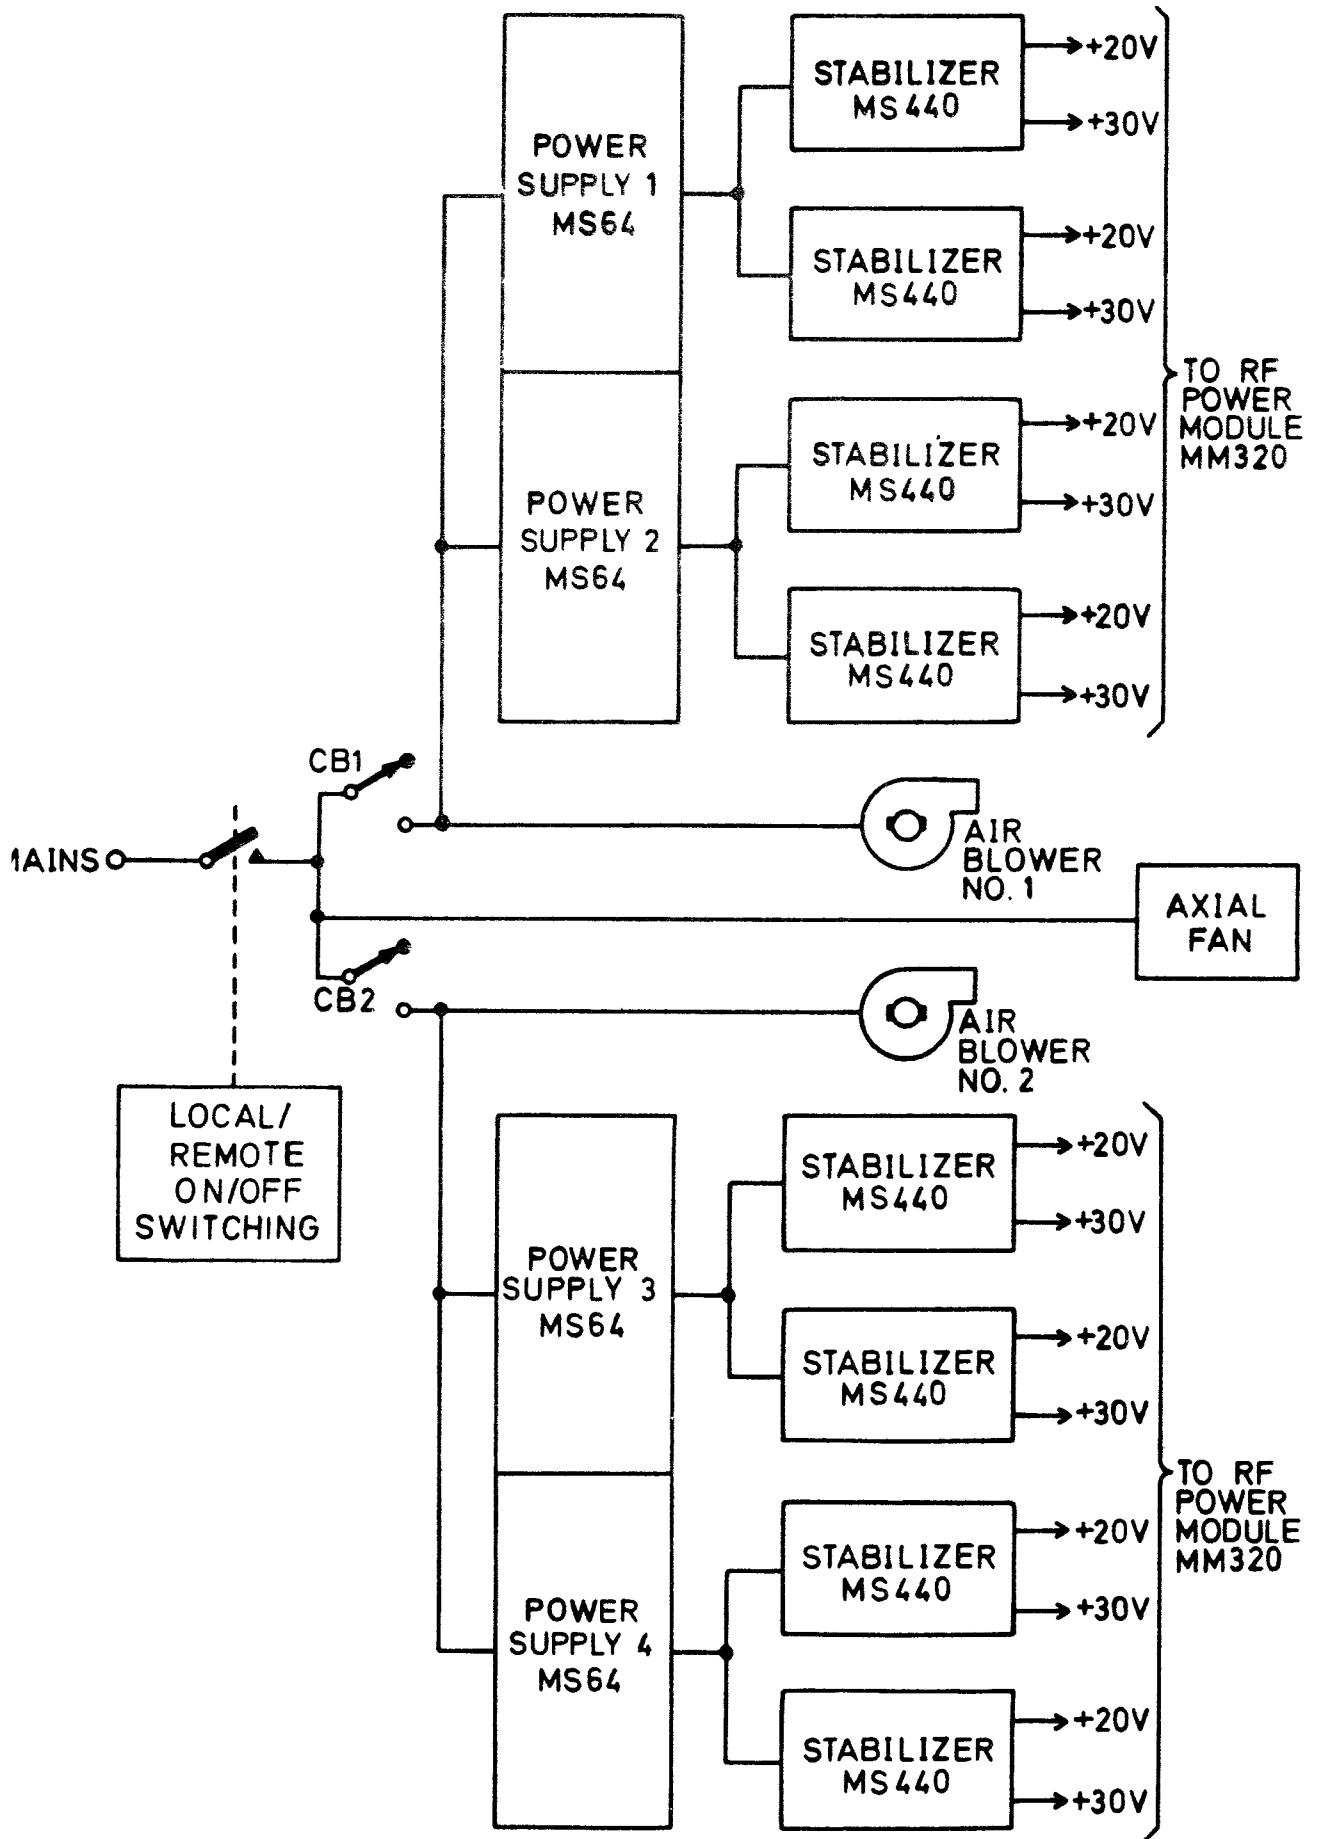 POWER
SUPPLY 1
MS64
STABILIZER
MS440
+20V
+30V
STABILIZER
MS440
+20V
+30V
POWER
SUPPLY 2
MS64
STABILIZER
MS440
+20V
+30V
STABILIZER
MS440
+20V
+30V
TO RF
POWER
MODULE
MM320
CB1
MAINS
AIR
BLOWER
NO. 1
AXIAL
FAN
CB2
AIR
BLOWER
NO. 2
LOCAL/
REMOTE
ON/OFF
SWITCHING
POWER
SUPPLY 3
MS64
STABILIZER
MS440
+20V
+30V
STABILIZER
MS440
+20V
+30V
POWER
SUPPLY 4
MS64
STABILIZER
MS440
+20V
+30V
STABILIZER
MS440
+20V
+30V
TO RF
POWER
MODULE
MM320